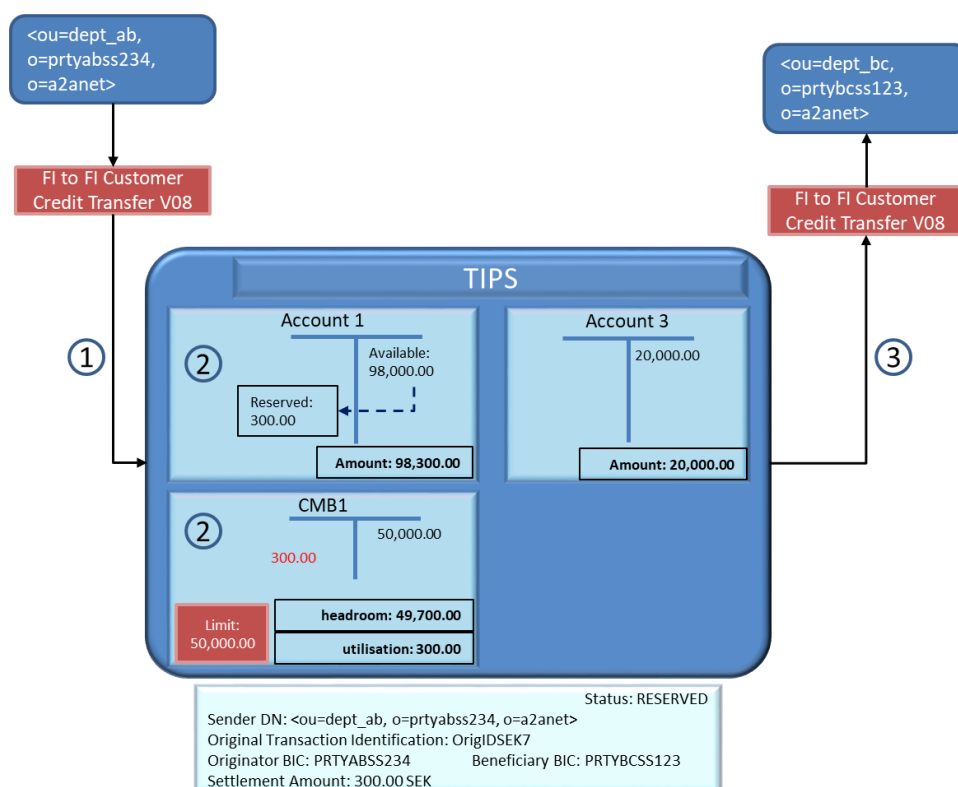 <ou=dept_ab,
o=prtyabss234,
o=a2anet>
<ou=dept_bc,
o=prtybcss123,
o=a2anet>
FI to FI Customer
Credit Transfer V08
FI to FI Customer
Credit Transfer V08
TIPS
1
2
Account 1
Available:
98,000.00
Reserved:
300.00
Amount: 98,300.00
Account 3
20,000.00
Amount: 20,000.00
3
2
CMB1
50,000.00
300.00
Limit:
50,000.00
headroom: 49,700.00
utilisation: 300.00
Status: RESERVED
Sender DN: <ou=dept_ab, o=prtyabss234, o=a2anet>
Original Transaction Identification: OrigIDSEK7
Originator BIC: PRTYABSS234 Beneficiary BIC: PRTYBCSS123
Settlement Amount: 300.00 SEK